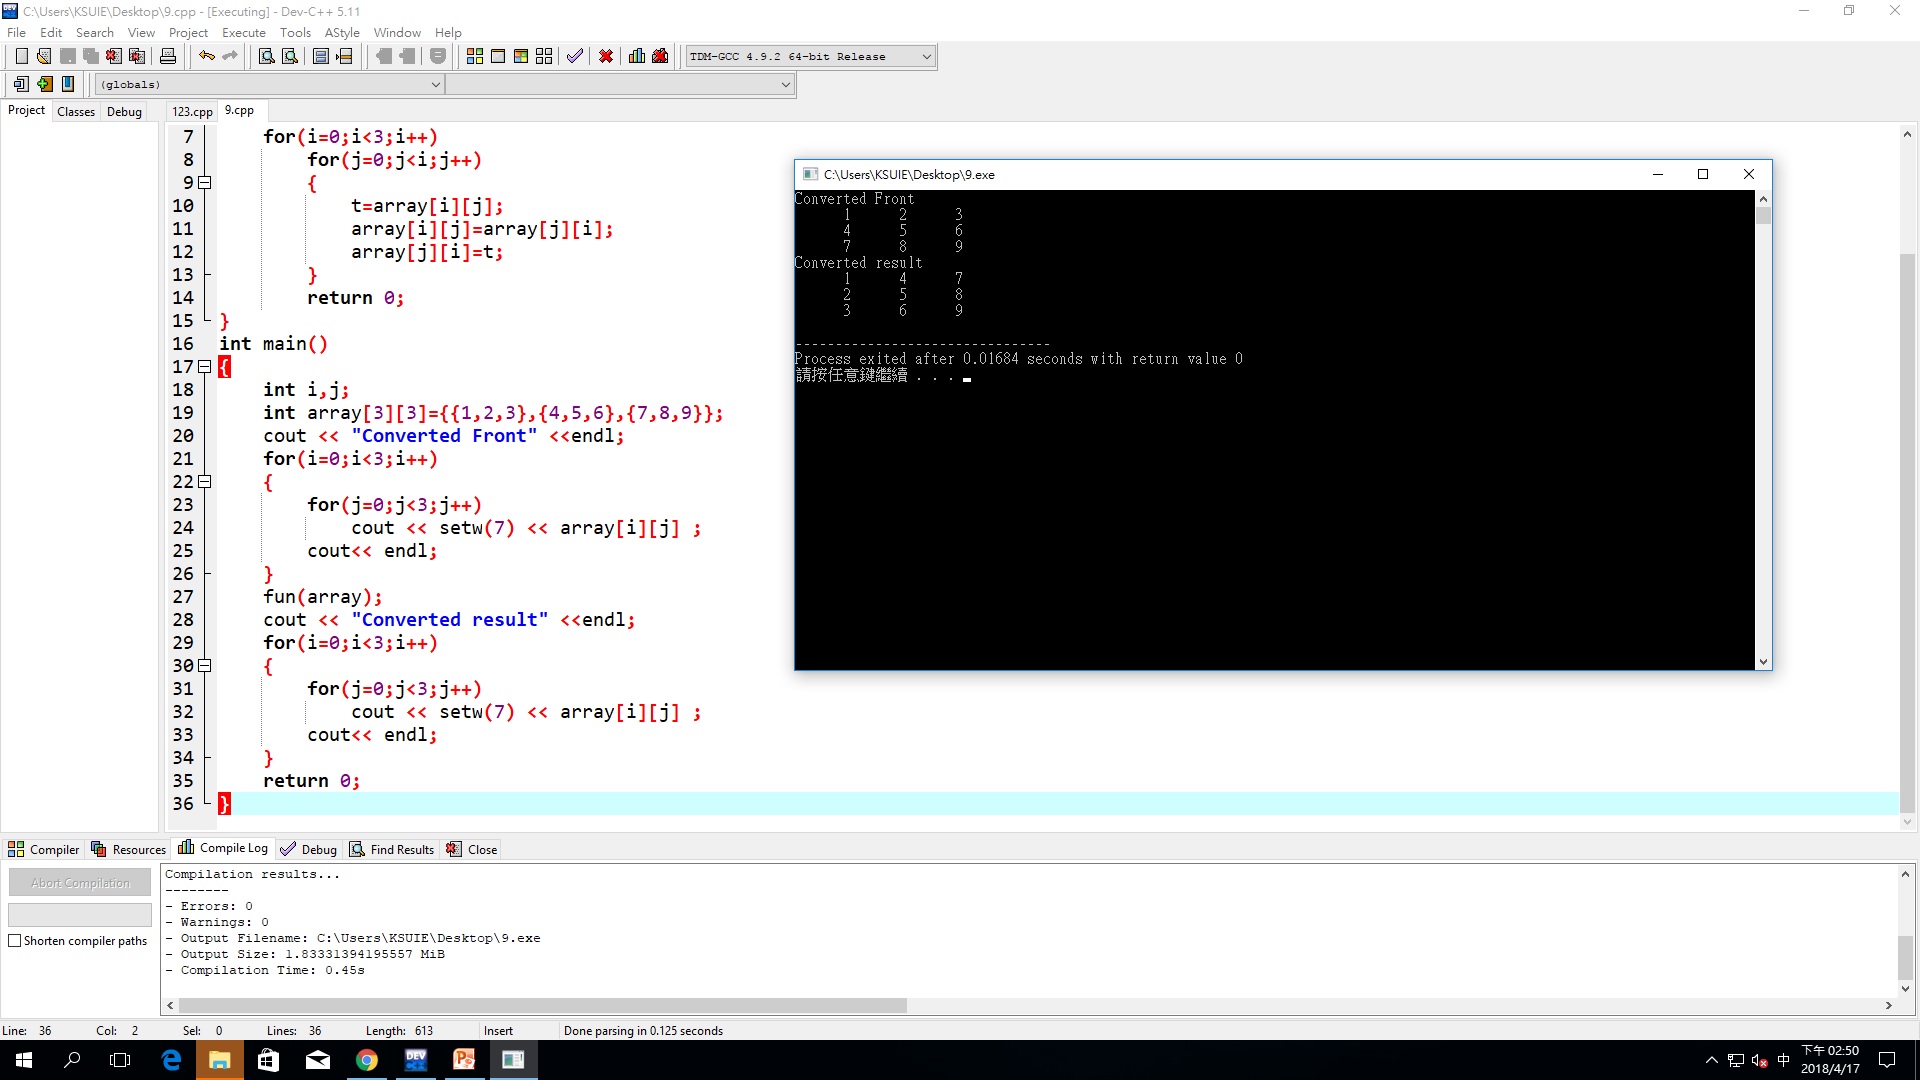 C:\Users\KSUIE\Desktop\9.cpp - [Executing] - Dev-C++ 5.11
File Edit Search View Project Execute Tools AStyle Window Help
TDM-GCC 4.9.2 64-bit Release
(globals)
Project Classes Debug 123.cpp 9.cpp
7 for(i=0;i<3;i++)
8 for(j=0;j<i;j++)
9 {
10 t=array[i][j];
11 array[i][j]=array[j][i];
12 array[j][i]=t;
13 }
14 return 0;
15 }
16 int main()
17 {
18 int i,j;
19 int array[3][3]={{1,2,3},{4,5,6},{7,8,9}};
20 cout << "Converted Front" <<endl;
21 for(i=0;i<3;i++)
22 {
23 for(j=0;j<3;j++)
24 cout << setw(7) << array[i][j] ;
25 cout<< endl;
26 }
27 fun(array);
28 cout << "Converted result" <<endl;
29 for(i=0;i<3;i++)
30 {
31 for(j=0;j<3;j++)
32 cout << setw(7) << array[i][j] ;
33 cout<< endl;
34 }
35 return 0;
36 }
C:\Users\KSUIE\Desktop\9.exe
Converted Front
1 2 3
4 5 6
7 8 9
Converted result
1 4 7
2 5 8
3 6 9
--------------------------------
Process exited after 0.01684 seconds with return value 0
請按任意鍵繼續 . . .
Compiler Resources Compile Log Debug Find Results Close
Abort Compilation
Shorten compiler paths
Compilation results...
--------
- Errors: 0
- Warnings: 0
- Output Filename: C:\Users\KSUIE\Desktop\9.exe
- Output Size: 1.83331394195557 MiB
- Compilation Time: 0.45s
Line: 36 Col: 2 Sel: 0 Lines: 36 Length: 613 Insert Done parsing in 0.125 seconds
DEV
中
下午 02:50
2018/4/17